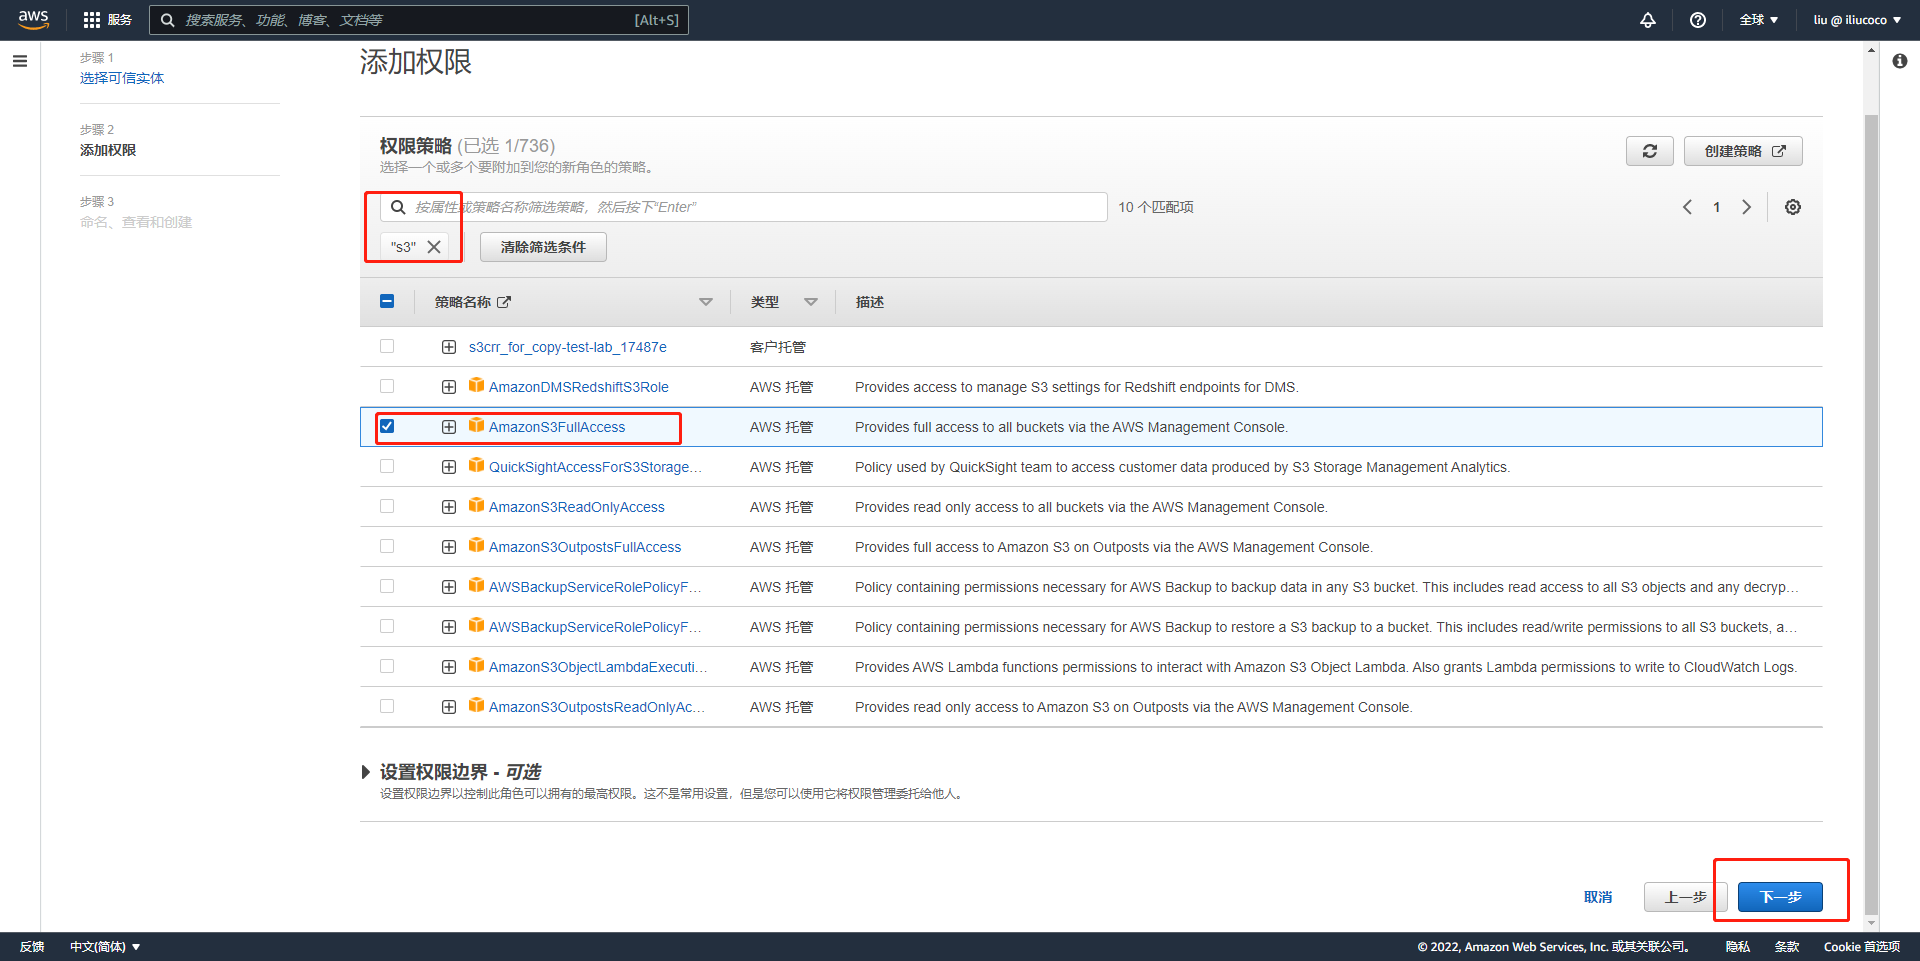 aws
服务
搜索服务、功能、博客、文档等
[Alt+S]
全球
liu @ iliucoco
步骤 1
选择可信实体
步骤 2
添加权限
步骤 3
命名、查看和创建
添加权限
权限策略 (已选 1/736)
选择一个或多个要附加到您的新角色的策略。
创建策略
按属性或策略名称筛选策略，然后按下"Enter"
10 个匹配项
1
"s3"
清除筛选条件
策略名称 类型 描述
s3crr_for_copy-test-lab_17487e 客户托管
AmazonDMSRedshiftS3Role AWS 托管 Provides access to manage S3 settings for Redshift endpoints for DMS.
AmazonS3FullAccess AWS 托管 Provides full access to all buckets via the AWS Management Console.
QuickSightAccessForS3Storage... AWS 托管 Policy used by QuickSight team to access customer data produced by S3 Storage Management Analytics.
AmazonS3ReadOnlyAccess AWS 托管 Provides read only access to all buckets via the AWS Management Console.
AmazonS3OutpostsFullAccess AWS 托管 Provides full access to Amazon S3 on Outposts via the AWS Management Console.
AWSBackupServiceRolePolicyF... AWS 托管 Policy containing permissions necessary for AWS Backup to backup data in any S3 bucket. This includes read access to all S3 objects and any decryp...
AWSBackupServiceRolePolicyF... AWS 托管 Policy containing permissions necessary for AWS Backup to restore a S3 backup to a bucket. This includes read/write permissions to all S3 buckets, a...
AmazonS3ObjectLambdaExecuti... AWS 托管 Provides AWS Lambda functions permissions to interact with Amazon S3 Object Lambda. Also grants Lambda permissions to write to CloudWatch Logs.
AmazonS3OutpostsReadOnlyAc... AWS 托管 Provides read only access to Amazon S3 on Outposts via the AWS Management Console.
设置权限边界 - 可选
设置权限边界以控制此角色可以拥有的最高权限。这不是常用设置，但是您可以使用它将权限管理委托给他人。
取消
上一步
下一步
反馈
中文(简体)
© 2022, Amazon Web Services, Inc. 或其关联公司。
隐私
条款
Cookie 首选项